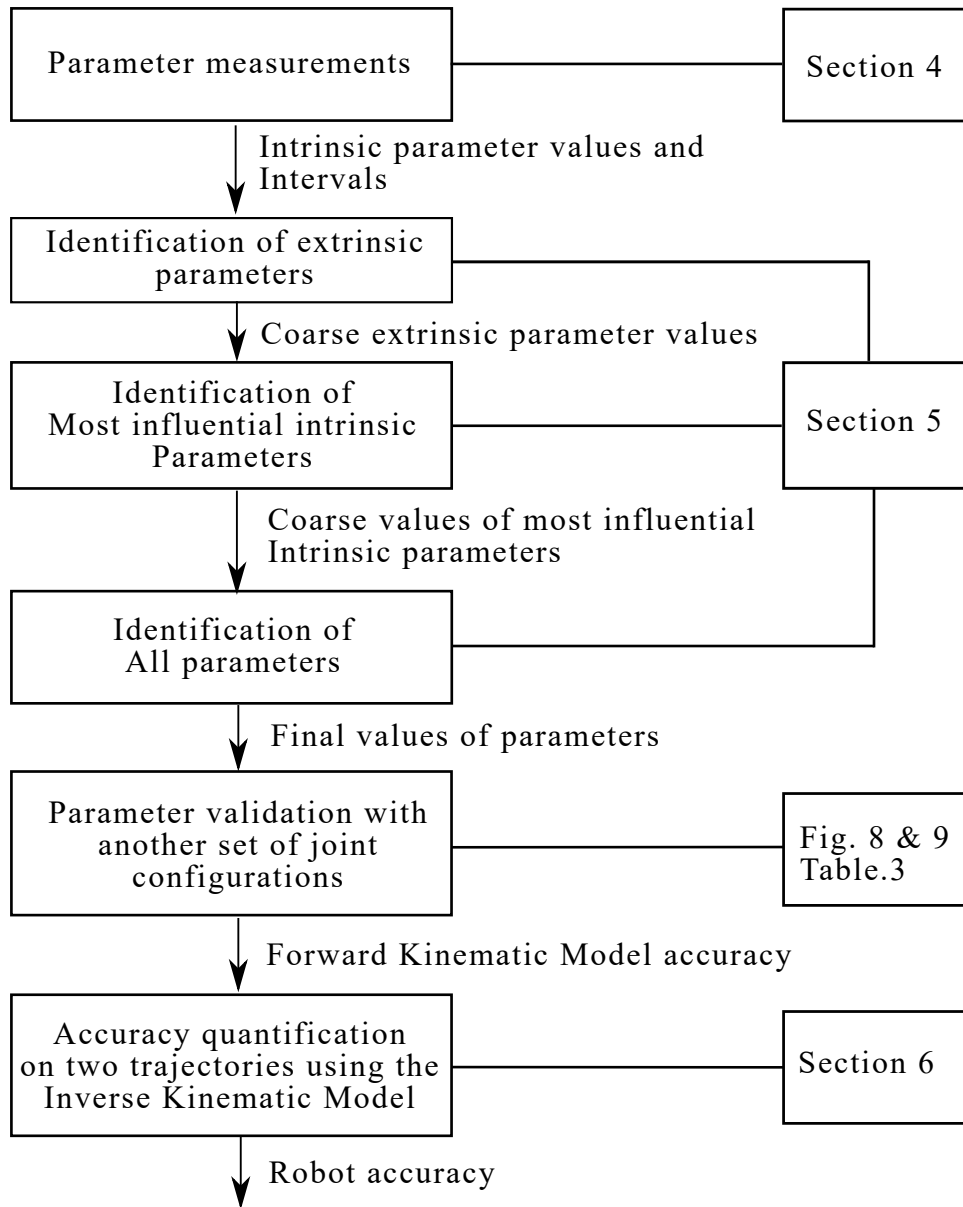 Parameter measurements
Section 4
Intrinsic parameter values and
Intervals
Identification of extrinsic
parameters
Coarse extrinsic parameter values
Identification of
Most influential intrinsic
Parameters
Section 5
Coarse values of most influential
Intrinsic parameters
Identification of
All parameters
Final values of parameters
Parameter validation with
another set of joint
configurations
Fig. 8 & 9
Table.3
Forward Kinematic Model accuracy
Accuracy quantification
on two trajectories using the
Inverse Kinematic Model
Section 6
Robot accuracy